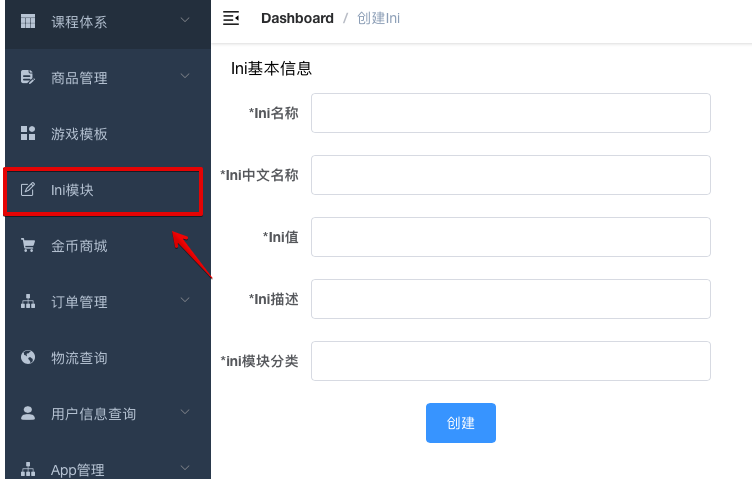 课程体系
商品管理
游戏模板
Ini模块
金币商城
订单管理
物流查询
用户信息查询
App管理
Dashboard / 创建Ini
Ini基本信息
*Ini名称
*Ini中文名称
*Ini值
*Ini描述
*ini模块分类
创建